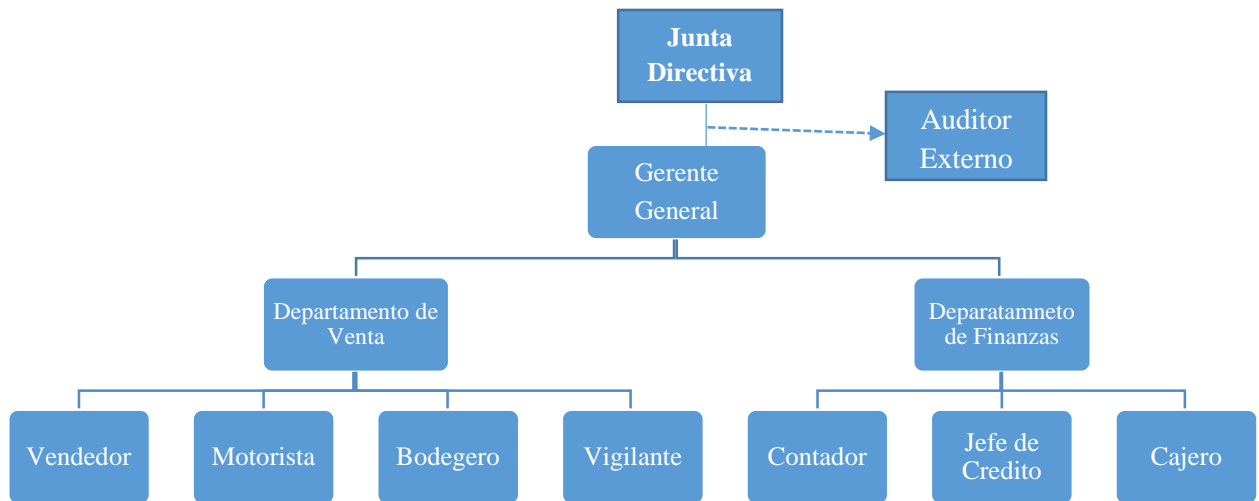 Junta
Directiva
Auditor
Externo
Gerente
General
Departamento de
Venta
Deparatamneto
de Finanzas
Vendedor
Motorista
Bodegero
Vigilante
Contador
Jefe de
Credito
Cajero